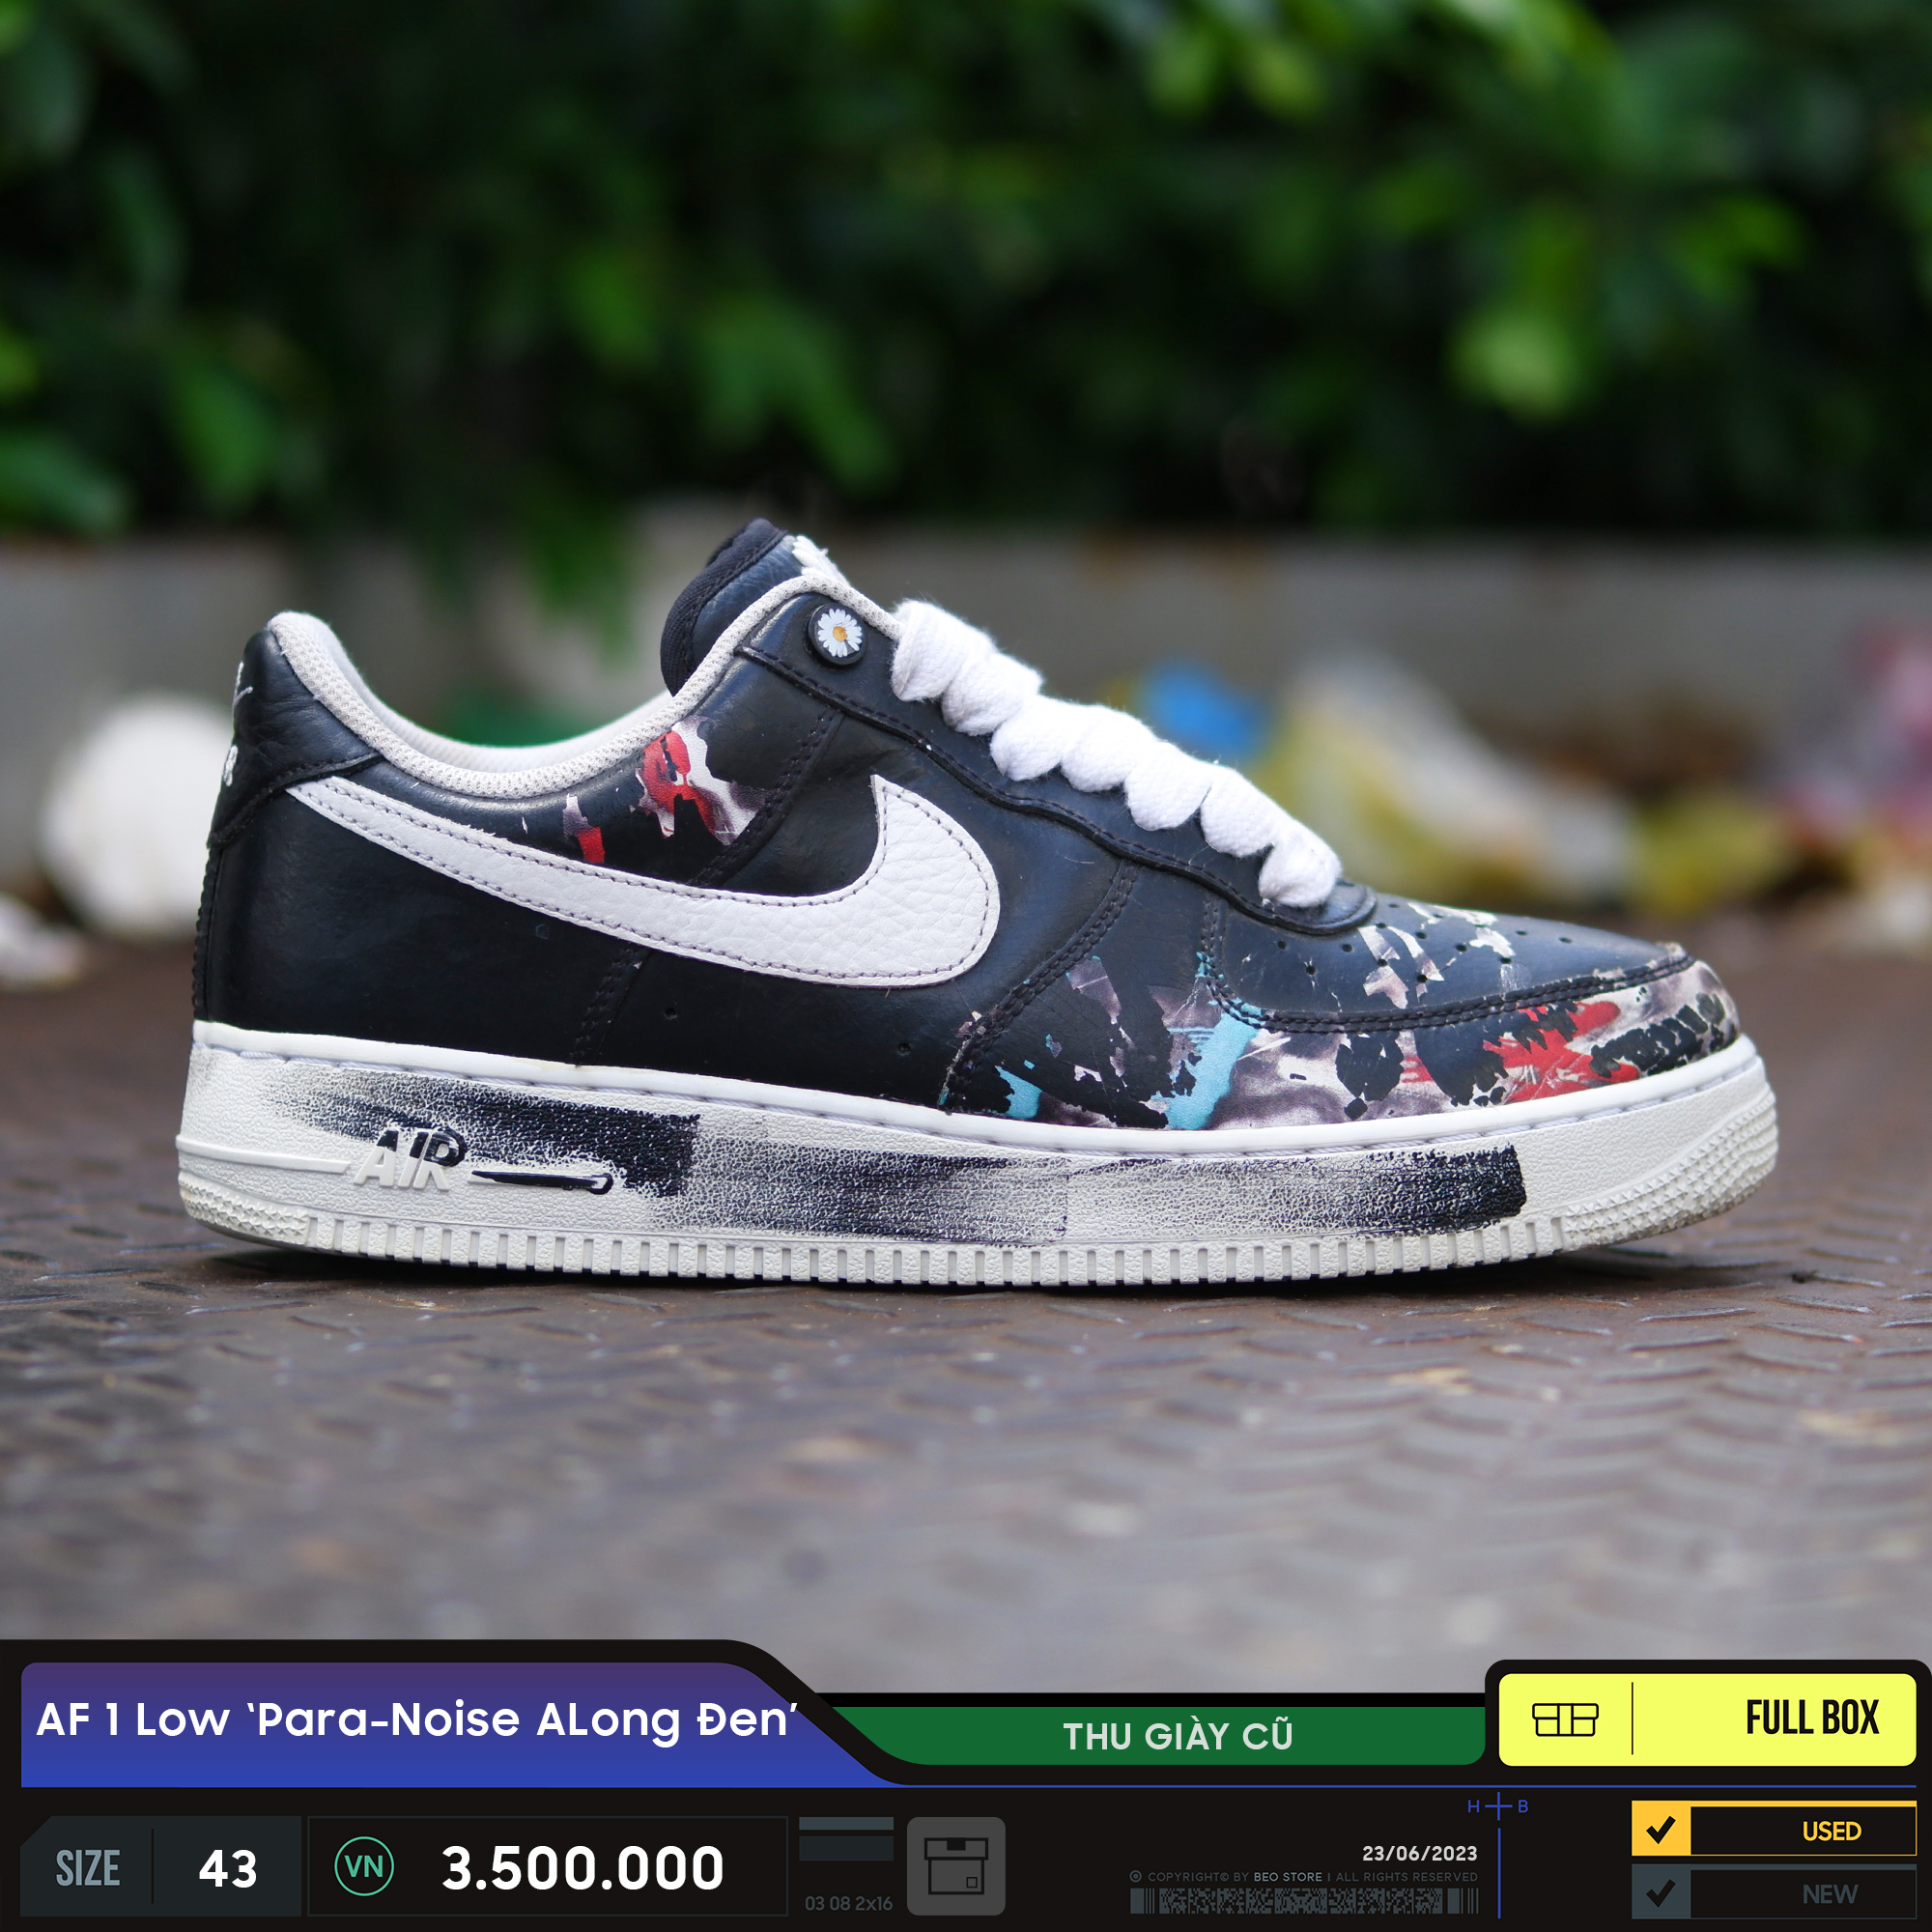 AIR
AF 1 Low ‘Para-Noise ALong Đen’
THU GIÀY CŨ
FULL BOX
H B
SIZE 43
VN 3.500.000
03 08 2x16
23/06/2023
COPYRIGHT© BY BEO STORE | ALL RIGHTS RESERVED
USED
NEW